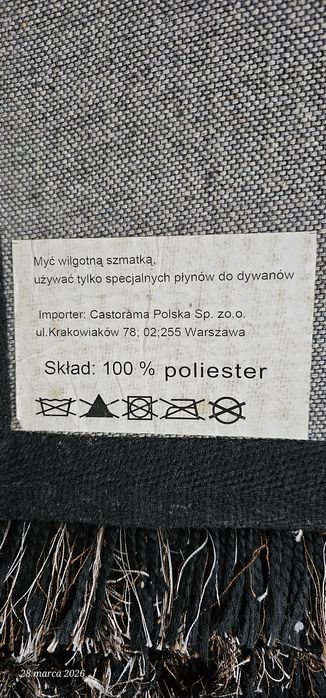 Myć wilgotną szmatką,
używać tylko specjalnych płynów do dywanów
Importer: Castorama Polska Sp. zo.o.
ul.Krakowiaków 78; 02;255 Warszawa
Skład: 100 % poliester
28 marca 2026